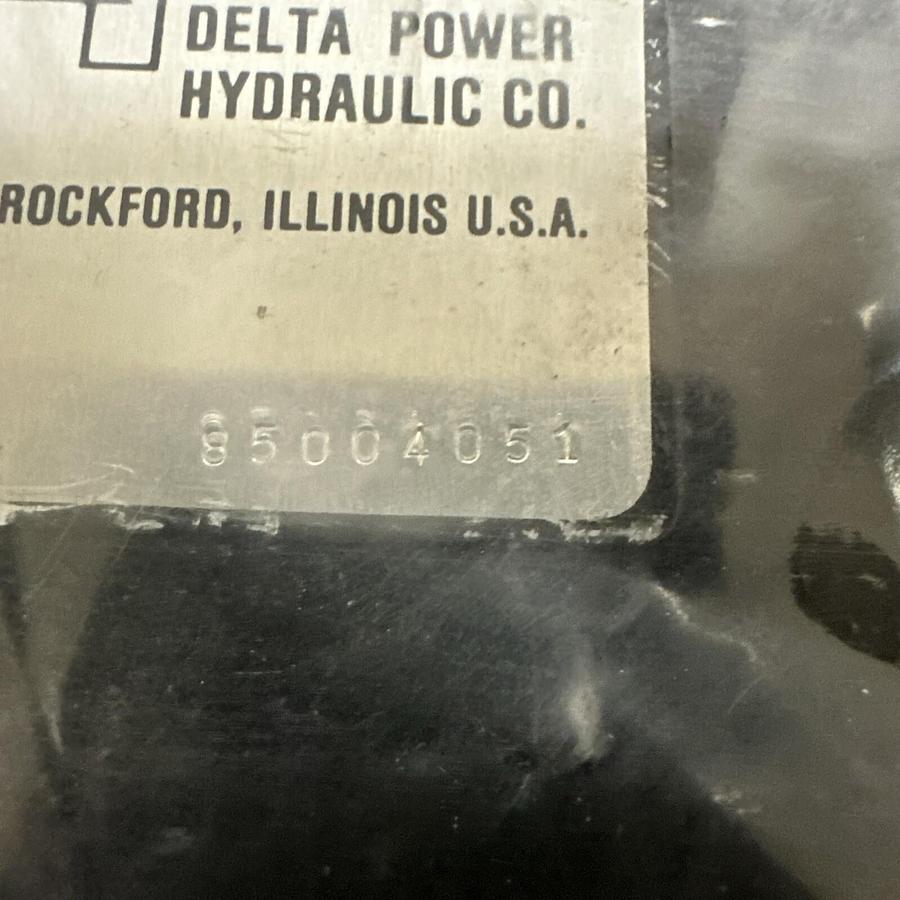 DELTA POWER
HYDRAULIC CO.
ROCKFORD, ILLINOIS U.S.A.
85004051